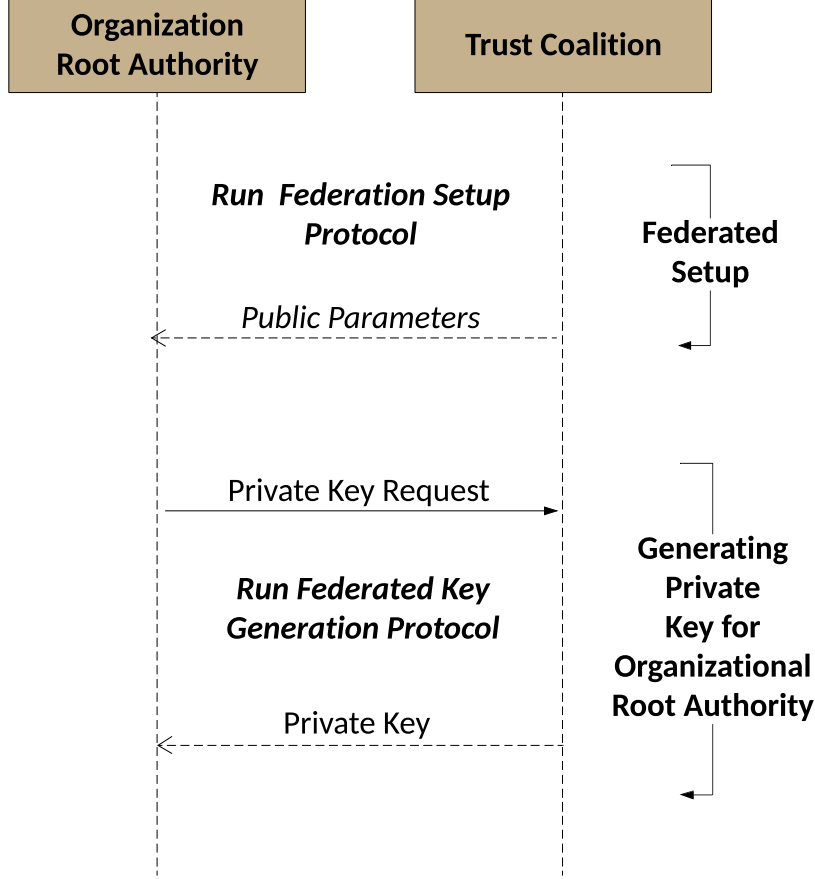 Organization
Root Authority
Trust Coalition
Run Federation Setup
Protocol
Federated
Setup
Public Parameters
Private Key Request
Run Federated Key
Generation Protocol
Generating
Private
Key for
Organizational
Root Authority
Private Key